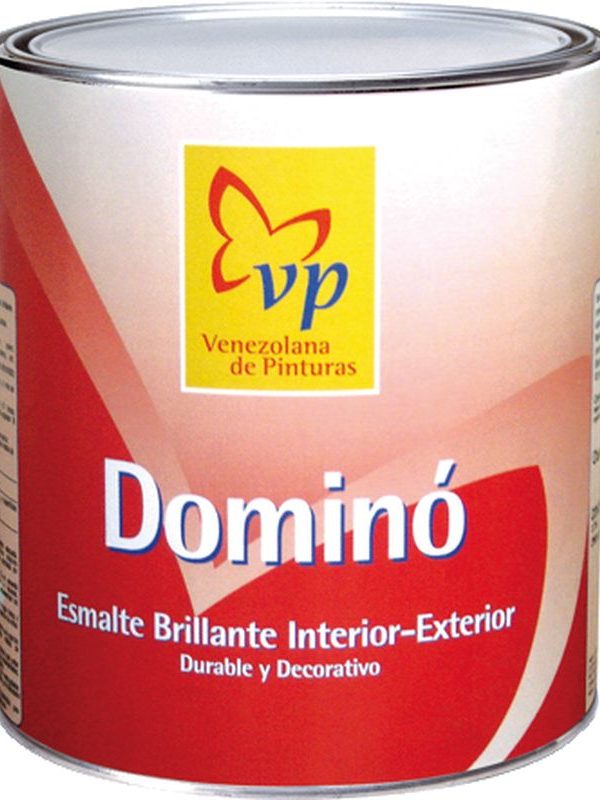 vp
Venezolana
de Pinturas
Dominó
Esmalte Brillante Interior-Exterior
Durable y Decorativo